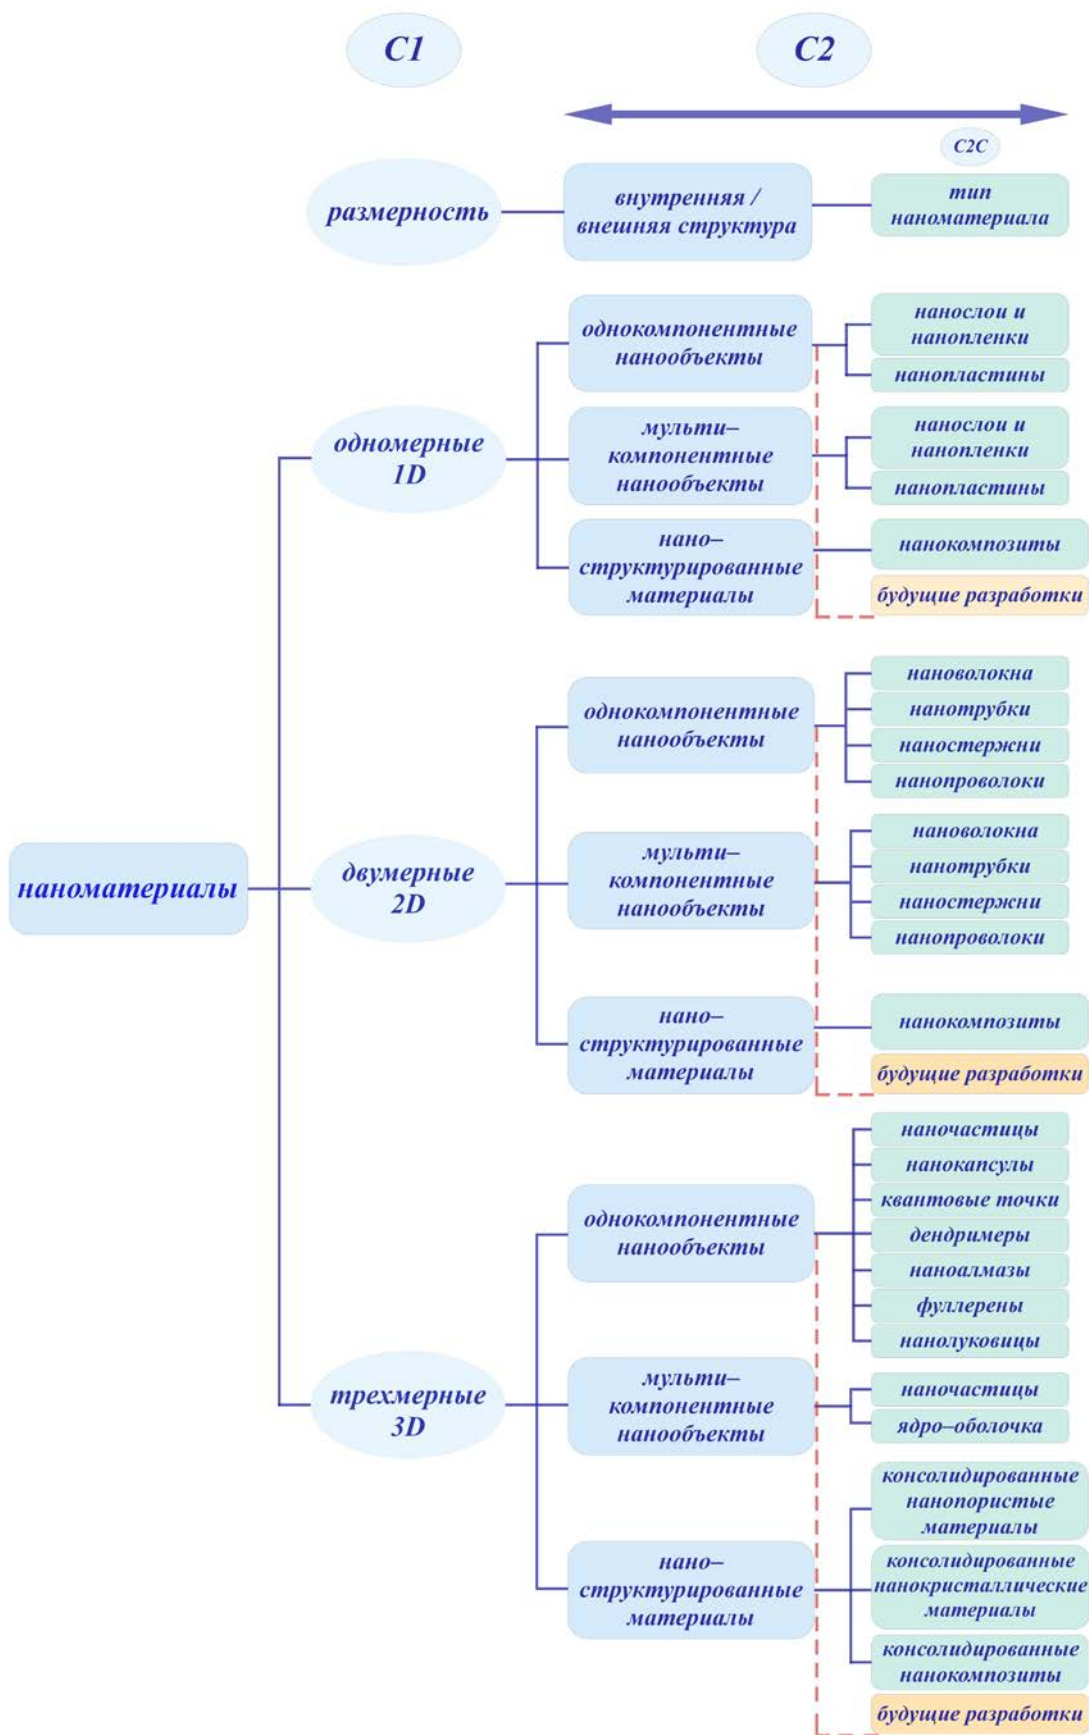 C1
C2
C2C
размерность
внутренняя /
внешняя структура
тип
наноматериала
наноматериалы
одномерные
1D
однокомпонентные
нанообъекты
нанослои и
нанопленки
нанопластины
мульти–
компонентные
нанообъекты
нанослои и
нанопленки
нанопластины
нано–
структурированные
материалы
нанокомпозиты
будущие разработки
двумерные
2D
однокомпонентные
нанообъекты
нановолокна
нанотрубки
наностержни
нанопроволоки
мульти–
компонентные
нанообъекты
нановолокна
нанотрубки
наностержни
нанопроволоки
нано–
структурированные
материалы
нанокомпозиты
будущие разработки
трехмерные
3D
однокомпонентные
нанообъекты
наночастицы
нанокапсулы
квантовые точки
дендримеры
наноалмазы
фуллерены
нанолуковицы
мульти–
компонентные
нанообъекты
наночастицы
ядро–оболочка
нано–
структурированные
материалы
консолидированные
нанопористые
материалы
консолидированные
нанокристаллические
материалы
консолидированные
нанокомпозиты
будущие разработки